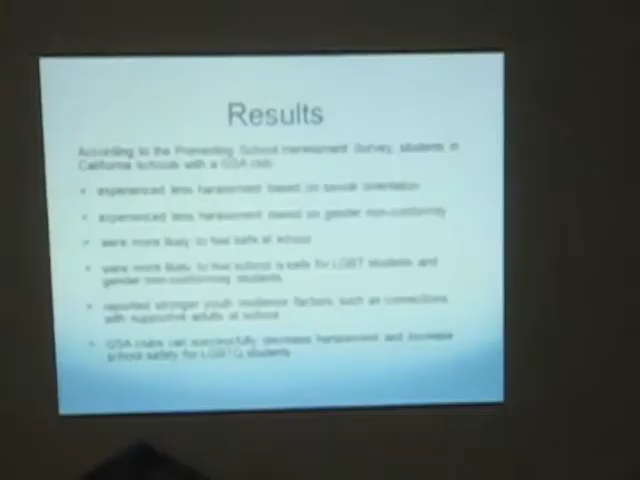 Results
According to the Preventing School Harassment Survey, students in
California Schools with a GSA club
experienced less harassment based on sexual orientation
experienced less harassment based on gender non-conformity
were more likely to feel safe at school
were more likely to feel school is safe for LGBT students and
gender non-conforming students
reported stronger youth resilience factors, such as connections
with supportive adults at school
GSA clubs can successfully decrease harassment and increase
school safety for LGBTQ students